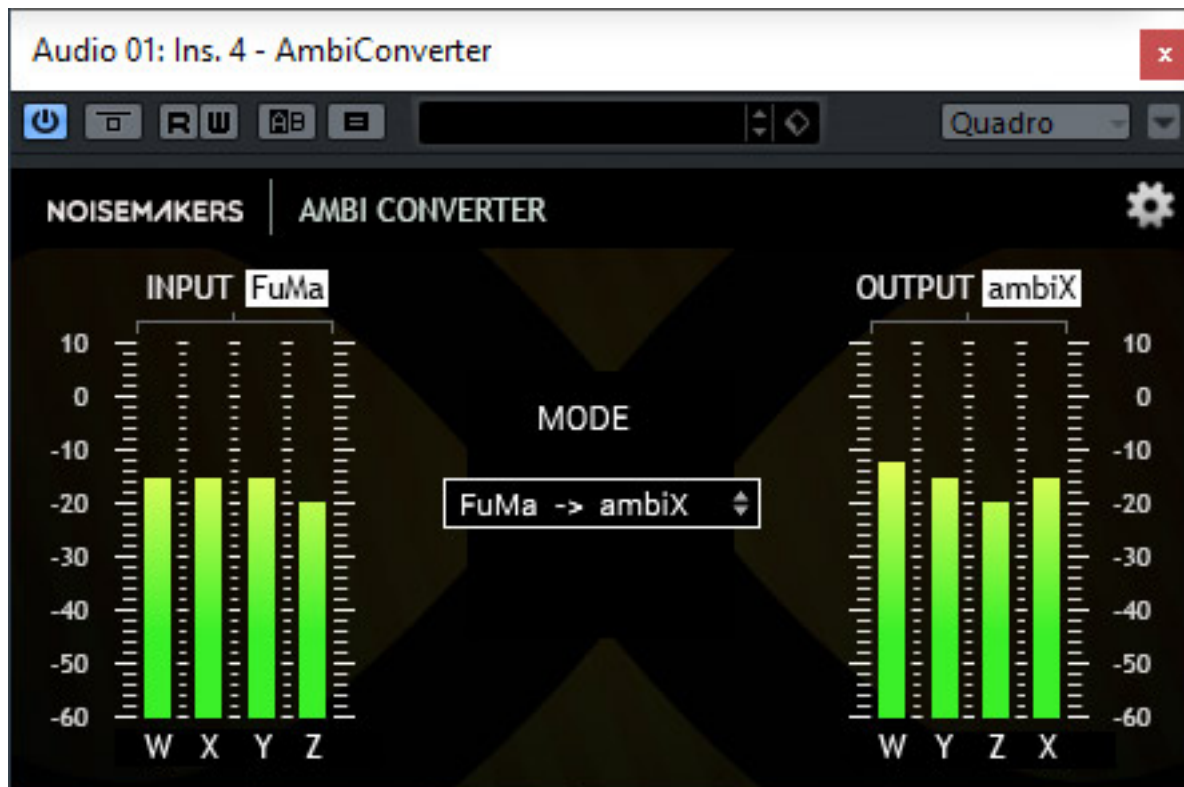 Audio 01: Ins. 4 - AmbiConverter
x
R W AB
Quadro
NOISEMAKERS AMBI CONVERTER
INPUT FuMa
OUTPUT ambiX
10 10
0 0
MODE
-10 -10
FuMa -> ambiX
-20 -20
-30 -30
-40 -40
-50 -50
-60 -60
W X Y Z
W Y Z X